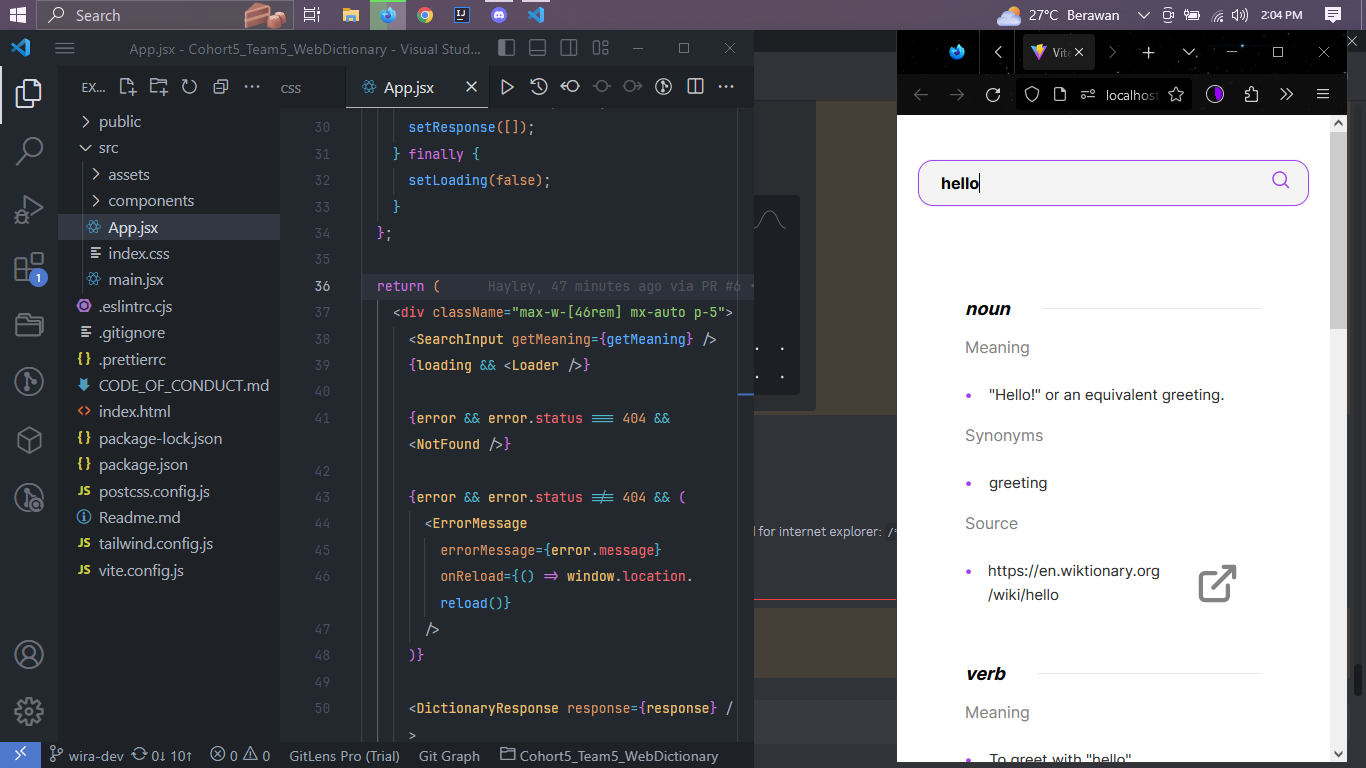 Search
27°C Berawan
2:04 PM
App.jsx - Cohort5_Team5_WebDictionary - Visual Stud...
EX...
css
App.jsx
public
src
assets
components
App.jsx
index.css
main.jsx
.eslintrc.cjs
.gitignore
.prettierrc
CODE_OF_CONDUCT.md
index.html
package-lock.json
package.json
postcss.config.js
Readme.md
tailwind.config.js
vite.config.js
1
30 setResponse([]);
31 } finally {
32 setLoading(false);
33 }
34 };
35
36 return ( Hayley, 47 minutes ago via PR #6
37 <div className="max-w-[46rem] mx-auto p-5">
38 <SearchInput getMeaning={getMeaning} />
39 {loading && <Loader />}
40
41 {error && error.status === 404 &&
<NotFound />}
42
43 {error && error.status !== 404 && (
44 <ErrorMessage
45 errorMessage={error.message}
46 onReload={() => window.location.
reload()}
47 />
48 )}
49
50 <DictionaryResponse response={response} /
>
wira-dev 0↓ 10↑ 0 0 GitLens Pro (Trial) Git Graph Cohort5_Team5_WebDictionary
for internet explorer:
Vite
localhost
hello
noun
Meaning
• "Hello!" or an equivalent greeting.
Synonyms
• greeting
Source
• https://en.wiktionary.org
/wiki/hello
verb
Meaning
• To greet with "hello".